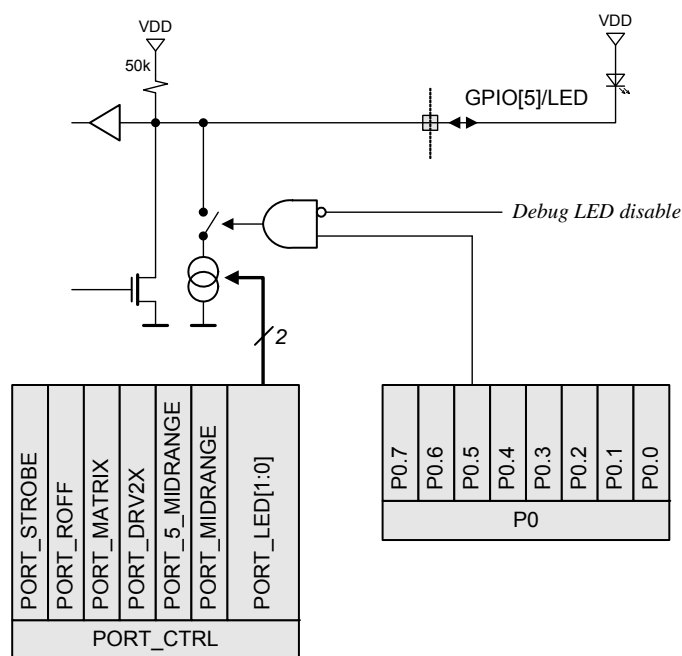 VDD
VDD
50k
GPIO[5]/LED
Debug LED disable
2
PORT_STROBE
PORT_ROFF
PORT_MATRIX
PORT_DRV2X
PORT_5_MIDRANGE
PORT_MIDRANGE
PORT_LED[1:0]
PORT_CTRL
P0.7
P0.6
P0.5
P0.4
P0.3
P0.2
P0.1
P0.0
P0